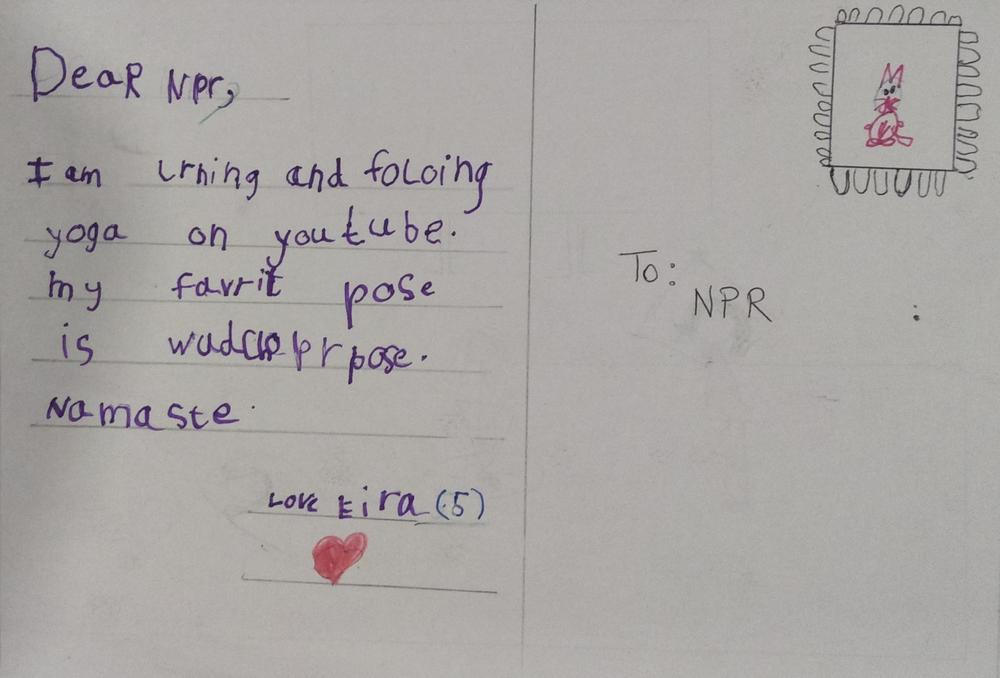 Dear Npr,
I am Lrning and foLoing
yoga on youtube.
my favrit pose
is pose.
Namaste.
Love Eira (5)
To:
NPR